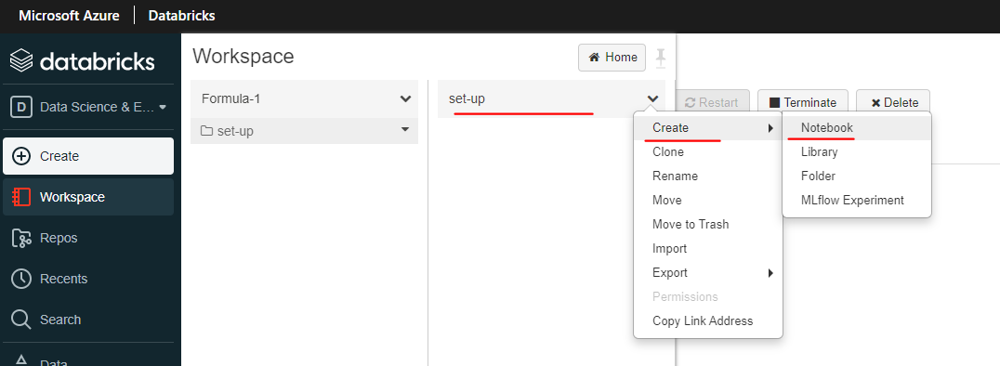 Microsoft Azure Databricks
databricks
D Data Science & E...
Create
Workspace
Repos
Recents
Search
Data
Workspace
Home
Formula-1
set-up
set-up
Restart
Terminate
Delete
Create
Clone
Rename
Move
Move to Trash
Import
Export
Permissions
Copy Link Address
Notebook
Library
Folder
MLflow Experiment